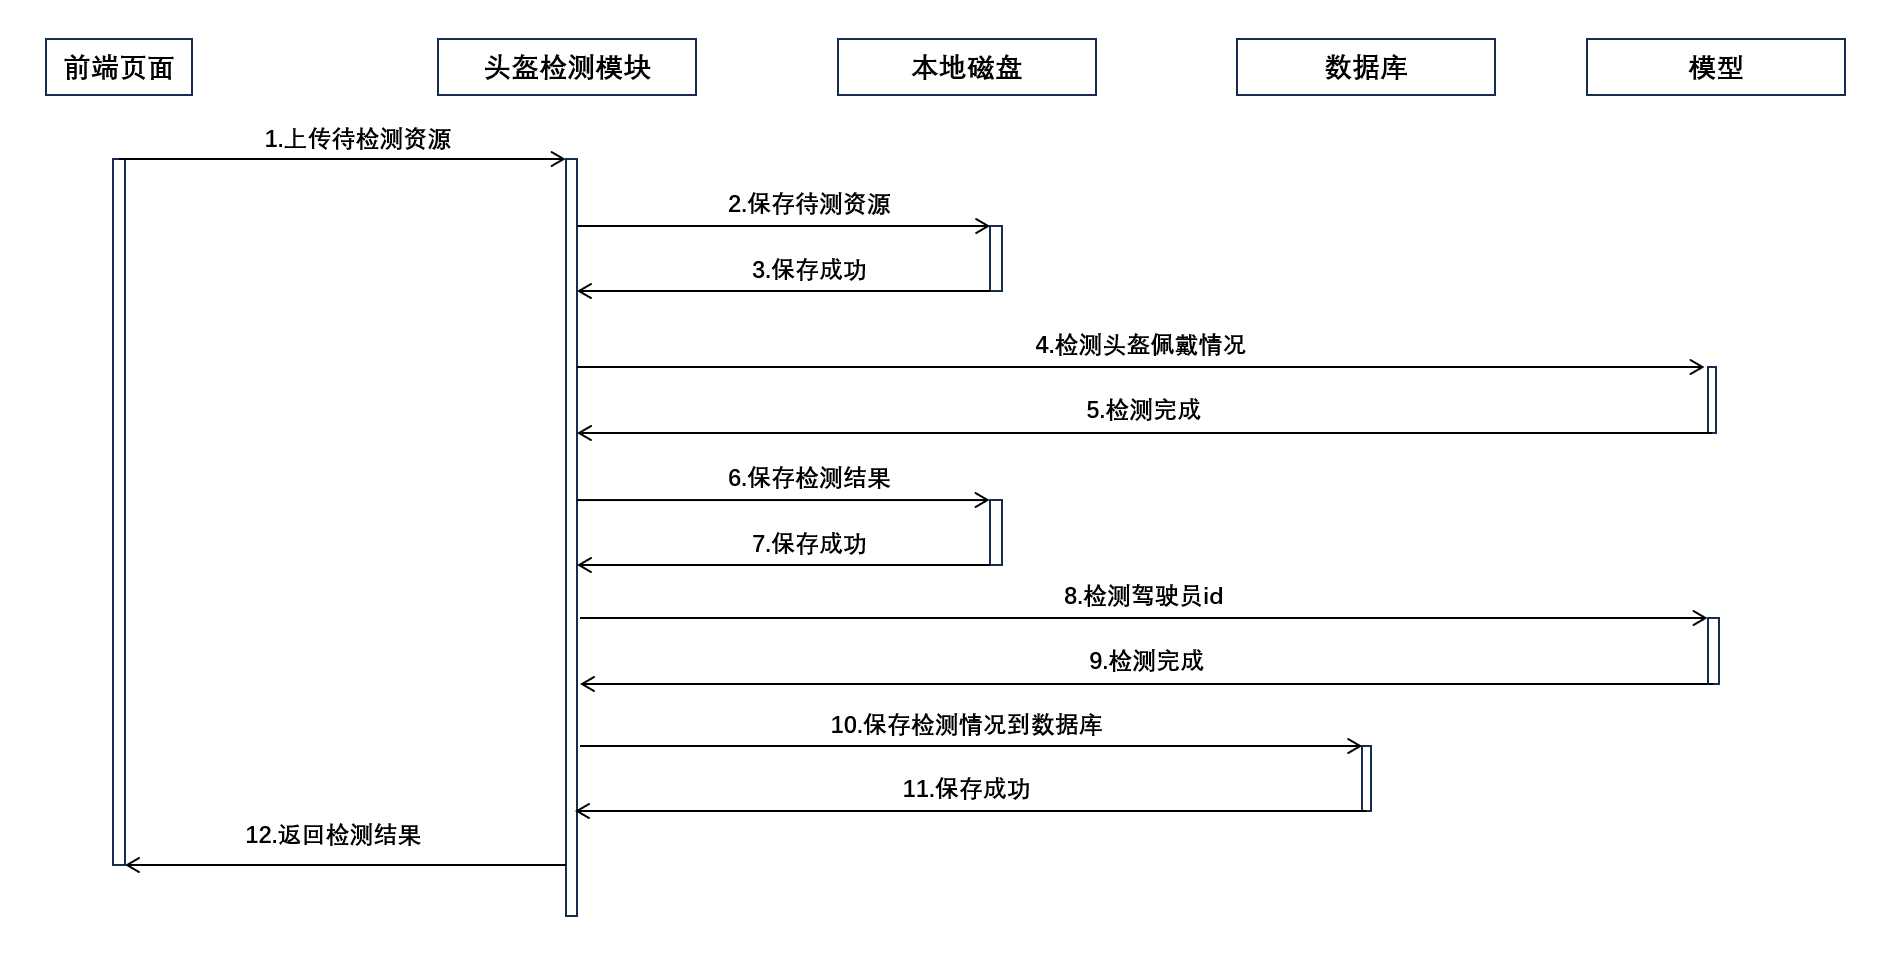 前端页面
头盔检测模块
本地磁盘
数据库
模型
1.上传待检测资源
2.保存待测资源
3.保存成功
4.检测头盔佩戴情况
5.检测完成
6.保存检测结果
7.保存成功
8.检测驾驶员id
9.检测完成
10.保存检测情况到数据库
11.保存成功
12.返回检测结果